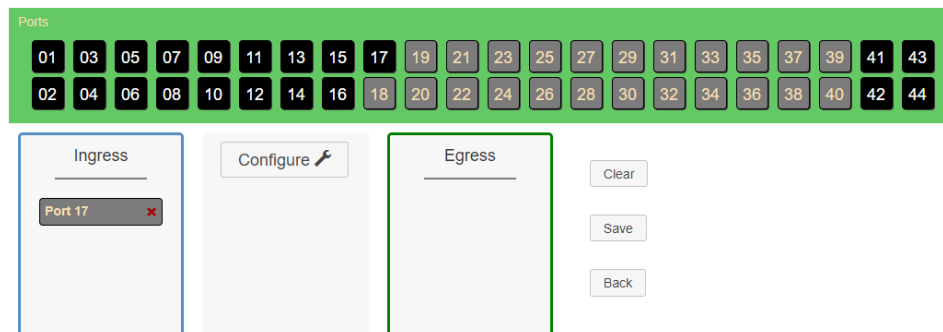 Ports
01 03 05 07 09 11 13 15 17 19 21 23 25 27 29 31 33 35 37 39 41 43
02 04 06 08 10 12 14 16 18 20 22 24 26 28 30 32 34 36 38 40 42 44
Ingress
Port 17
Configure
Egress
Clear
Save
Back